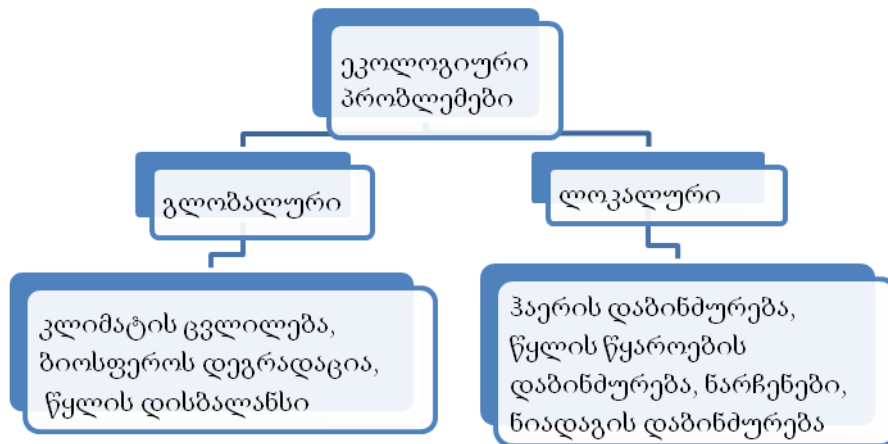 ეკოლოგიური
პრობლემები
გლობალური
ლოკალური
კლიმატის ცვლილება,
ბიოსფეროს დეგრადაცია,
წყლის დისბალანსი
ჰაერის დაბინძურება,
წყლის წყაროების
დაბინძურება, ნარჩენები,
ნიადაგის დაბინძურება